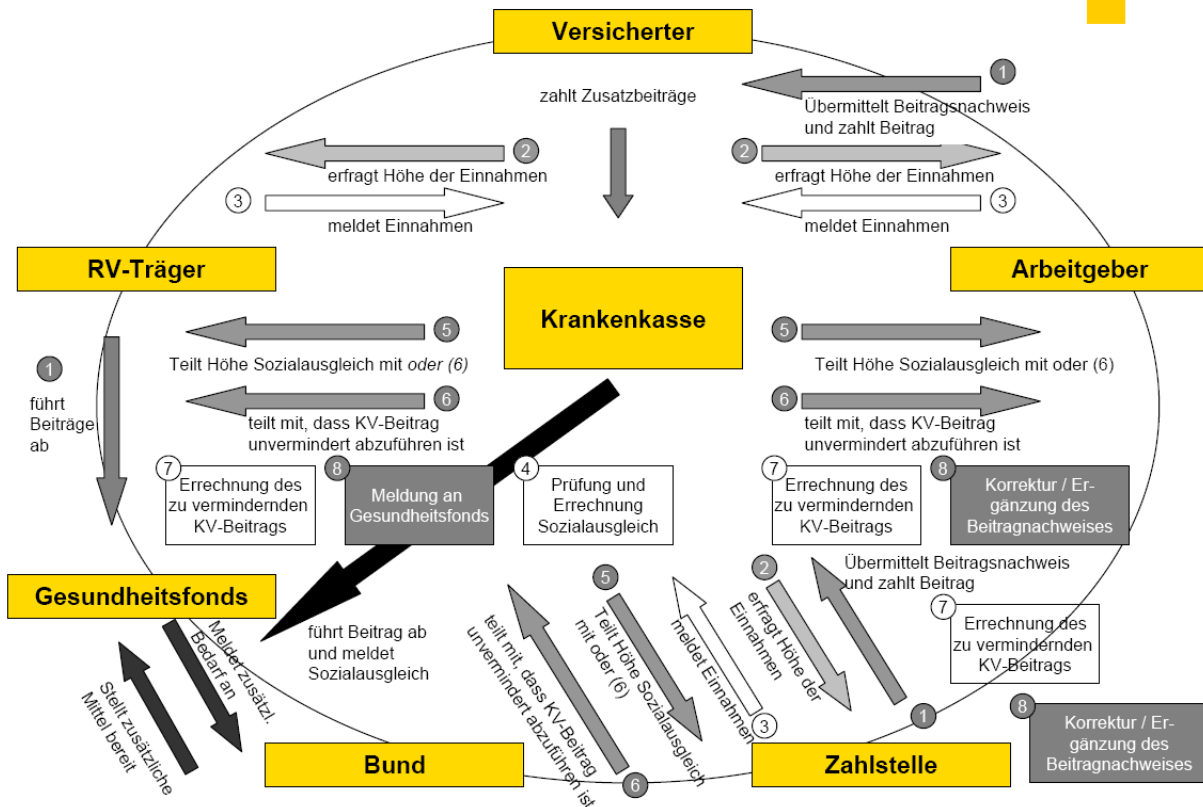 Versicherter
1
zahlt Zusatzbeiträge
Übermittelt Beitragsnachweis
und zahlt Beitrag
2
erfragt Höhe der Einnahmen
2
erfragt Höhe der Einnahmen
3
meldet Einnahmen
3
meldet Einnahmen
RV-Träger
Krankenkasse
Arbeitgeber
1
führt
Beiträge
ab
5
Teilt Höhe Sozialausgleich mit oder (6)
5
Teilt Höhe Sozialausgleich mit oder (6)
6
teilt mit, dass KV-Beitrag
unvermindert abzuführen ist
6
teilt mit, dass KV-Beitrag
unvermindert abzuführen ist
7
Errechnung des
zu vermindernden
KV-Beitrags
8
Meldung an
Gesundheitsfonds
4
Prüfung und
Errechnung
Sozialausgleich
7
Errechnung des
zu vermindernden
KV-Beitrags
8
Korrektur / Er-
gänzung des
Beitragnachweises
Gesundheitsfonds
Stellt zusätzliche
Mittel bereit
Meldet zusätzl.
Bedarf an
führt Beitrag ab
und meldet
Sozialausgleich
teilt mit, dass KV-Beitrag
unvermindert abzuführen ist
6
5
Teilt Höhe Sozialausgleich
mit oder (6)
meldet Einnahmen
3
2
erfragt Höhe der
Einnahmen
Übermittelt Beitragsnachweis
und zahlt Beitrag
1
7
Errechnung des
zu vermindernden
KV-Beitrags
8
Korrektur / Er-
gänzung des
Beitragnachweises
Bund
Zahlstelle